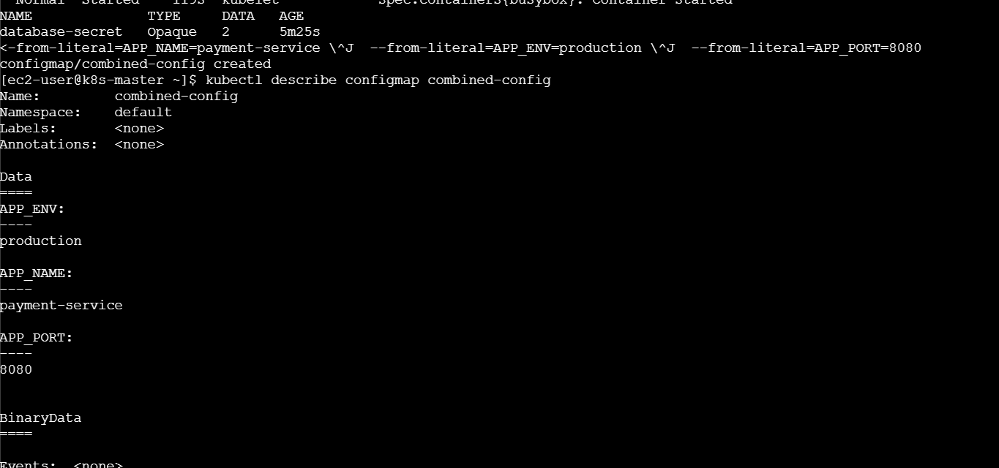 Normal  Started    119s  kubelet            spec.containers{busybox}: Container started
NAME              TYPE     DATA   AGE
database-secret   Opaque   2      5m25s
<-from-literal=APP_NAME=payment-service \^J  --from-literal=APP_ENV=production \^J  --from-literal=APP_PORT=8080
configmap/combined-config created
[ec2-user@k8s-master ~]$ kubectl describe configmap combined-config
Name:         combined-config
Namespace:    default
Labels:       <none>
Annotations:  <none>

Data
====
APP_ENV:
----
production

APP_NAME:
----
payment-service

APP_PORT:
----
8080


BinaryData
====

Events:  <none>